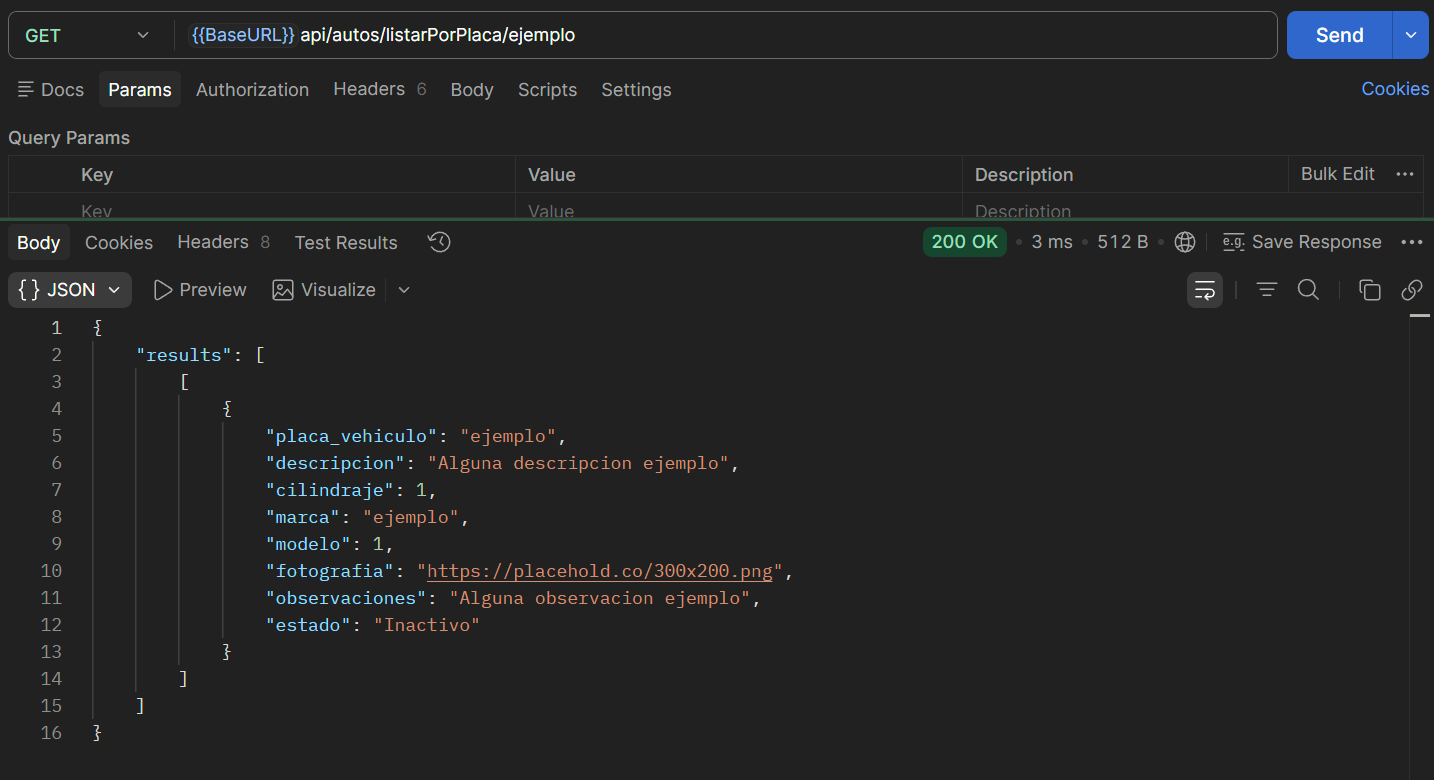 GET {{BaseURL}} api/autos/listarPorPlaca/ejemplo Send
Docs Params Authorization Headers 6 Body Scripts Settings Cookies
Query Params
Key Value Description Bulk Edit
Key Value Description
Body Cookies Headers 8 Test Results 200 OK • 3 ms • 512 B • e.g. Save Response
{} JSON Preview Visualize
1 {
2 "results": [
3 [
4 {
5 "placa_vehiculo": "ejemplo",
6 "descripcion": "Alguna descripcion ejemplo",
7 "cilindraje": 1,
8 "marca": "ejemplo",
9 "modelo": 1,
10 "fotografia": "https://placehold.co/300x200.png",
11 "observaciones": "Alguna observacion ejemplo",
12 "estado": "Inactivo"
13 }
14 ]
15 ]
16 }